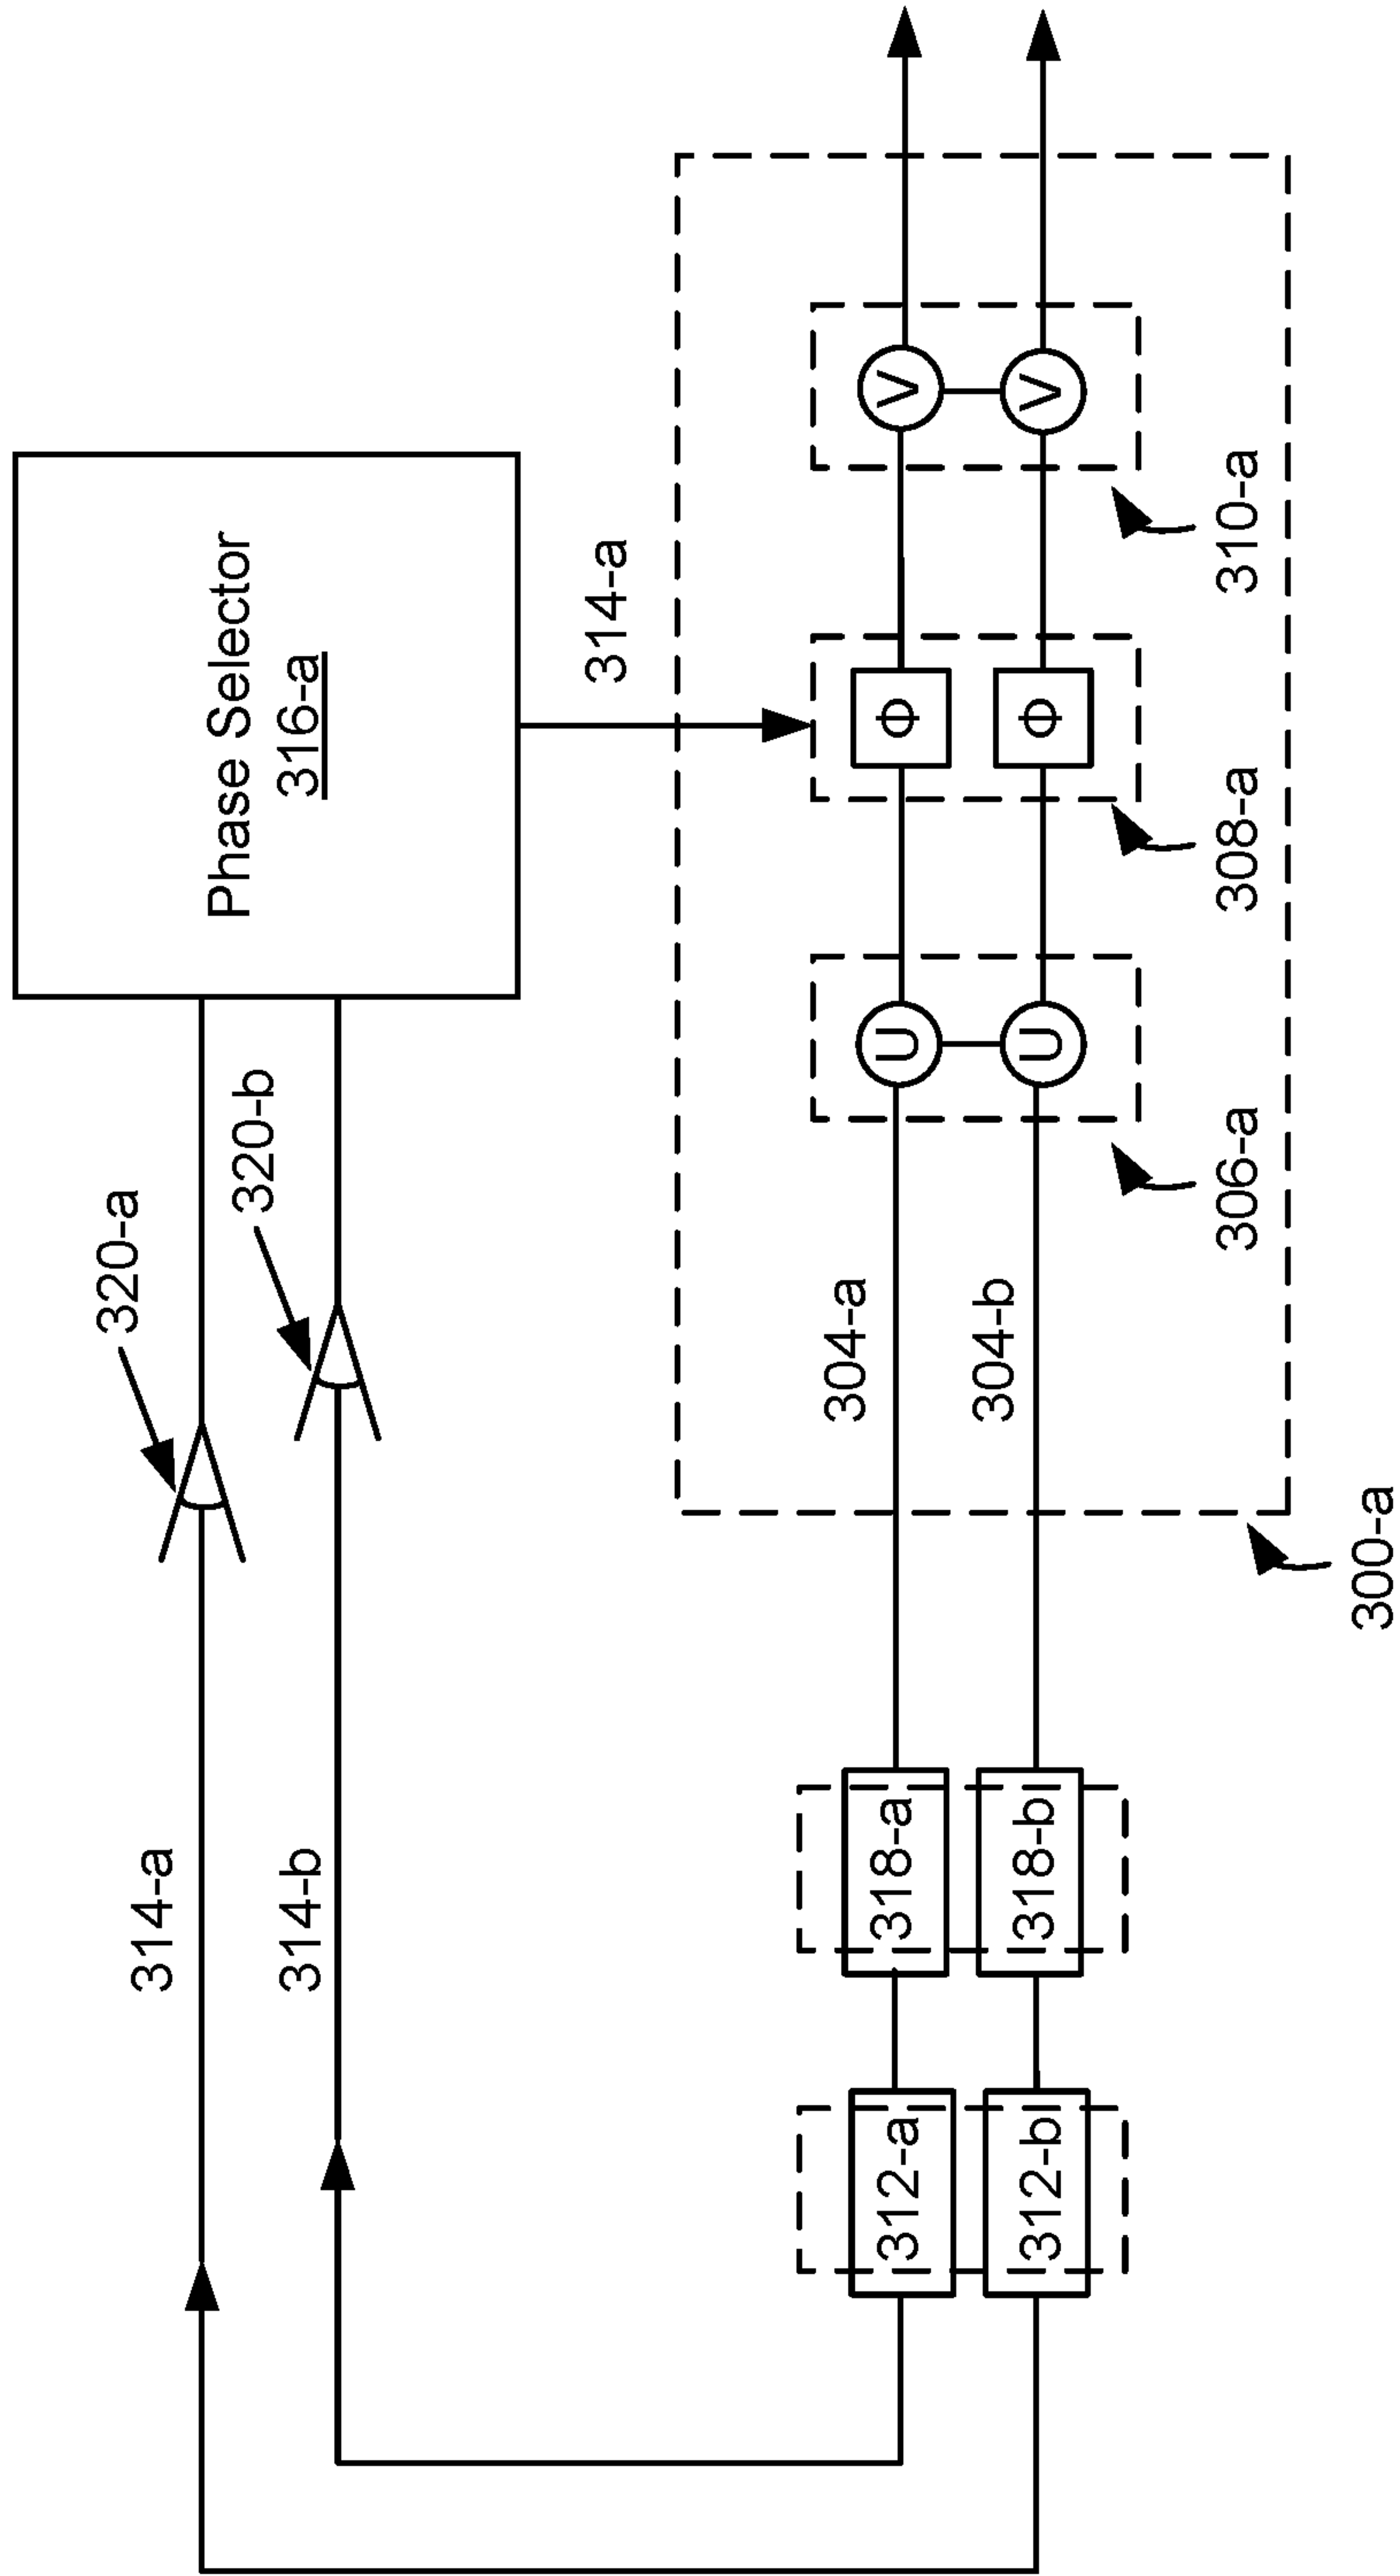 314-a
320-a
314-b
320-b
Phase Selector
316-a
314-a
312-a
318-a
304-a
U
Φ
V
312-b
318-b
304-b
U
Φ
V
306-a
308-a
310-a
300-a